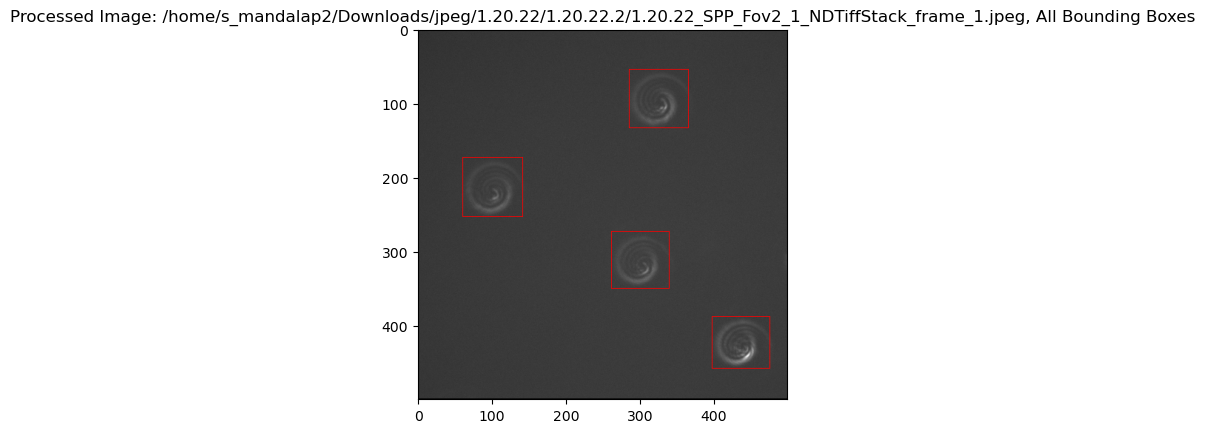 Processed Image: /home/s_mandalap2/Downloads/jpeg/1.20.22/1.20.22.2/1.20.22_SPP_Fov2_1_NDTiffStack_frame_1.jpeg, All Bounding Boxes
0
100
200
300
400
0 100 200 300 400